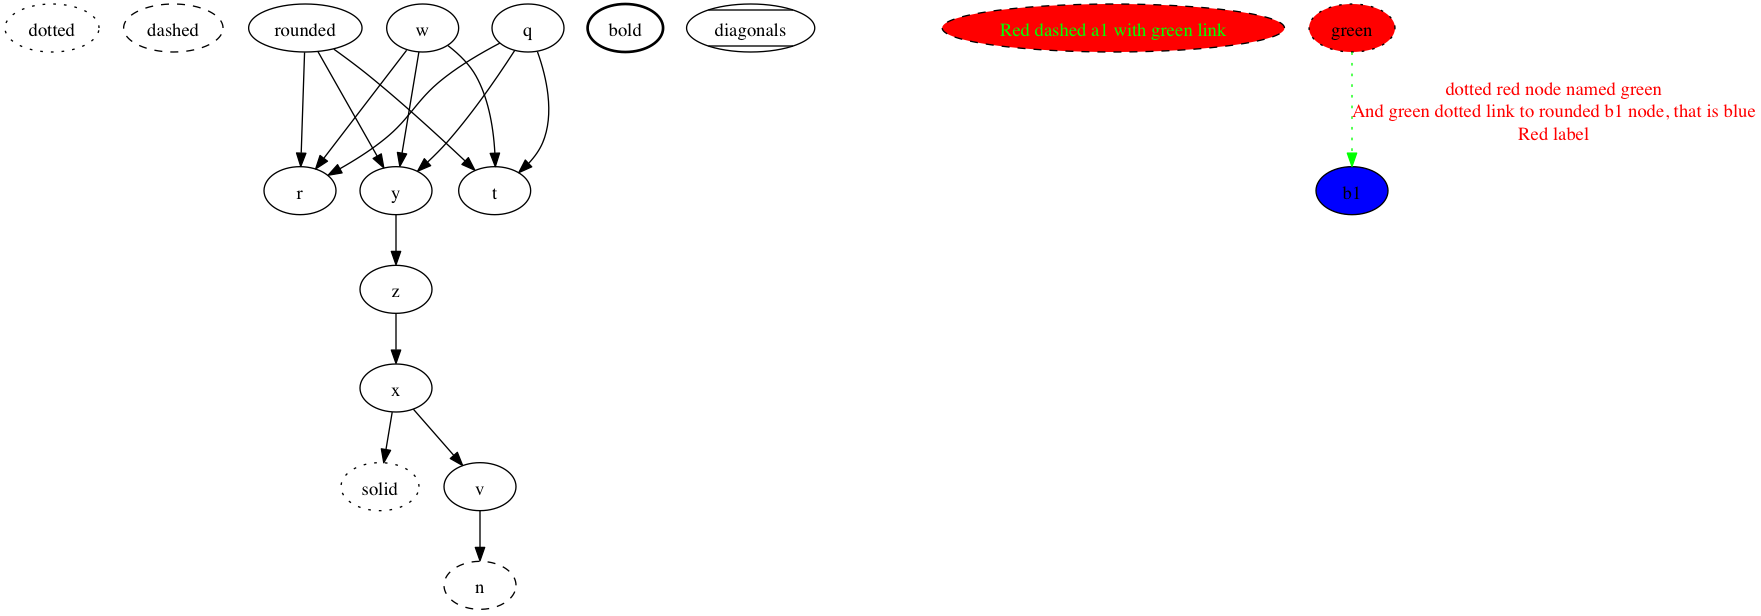 dotted
dashed
rounded
w
q
bold
diagonals
Red dashed a1 with green link
green
dotted red node named green
And green dotted link to rounded b1 node, that is blue
Red label
r
y
t
b1
z
x
solid
v
n